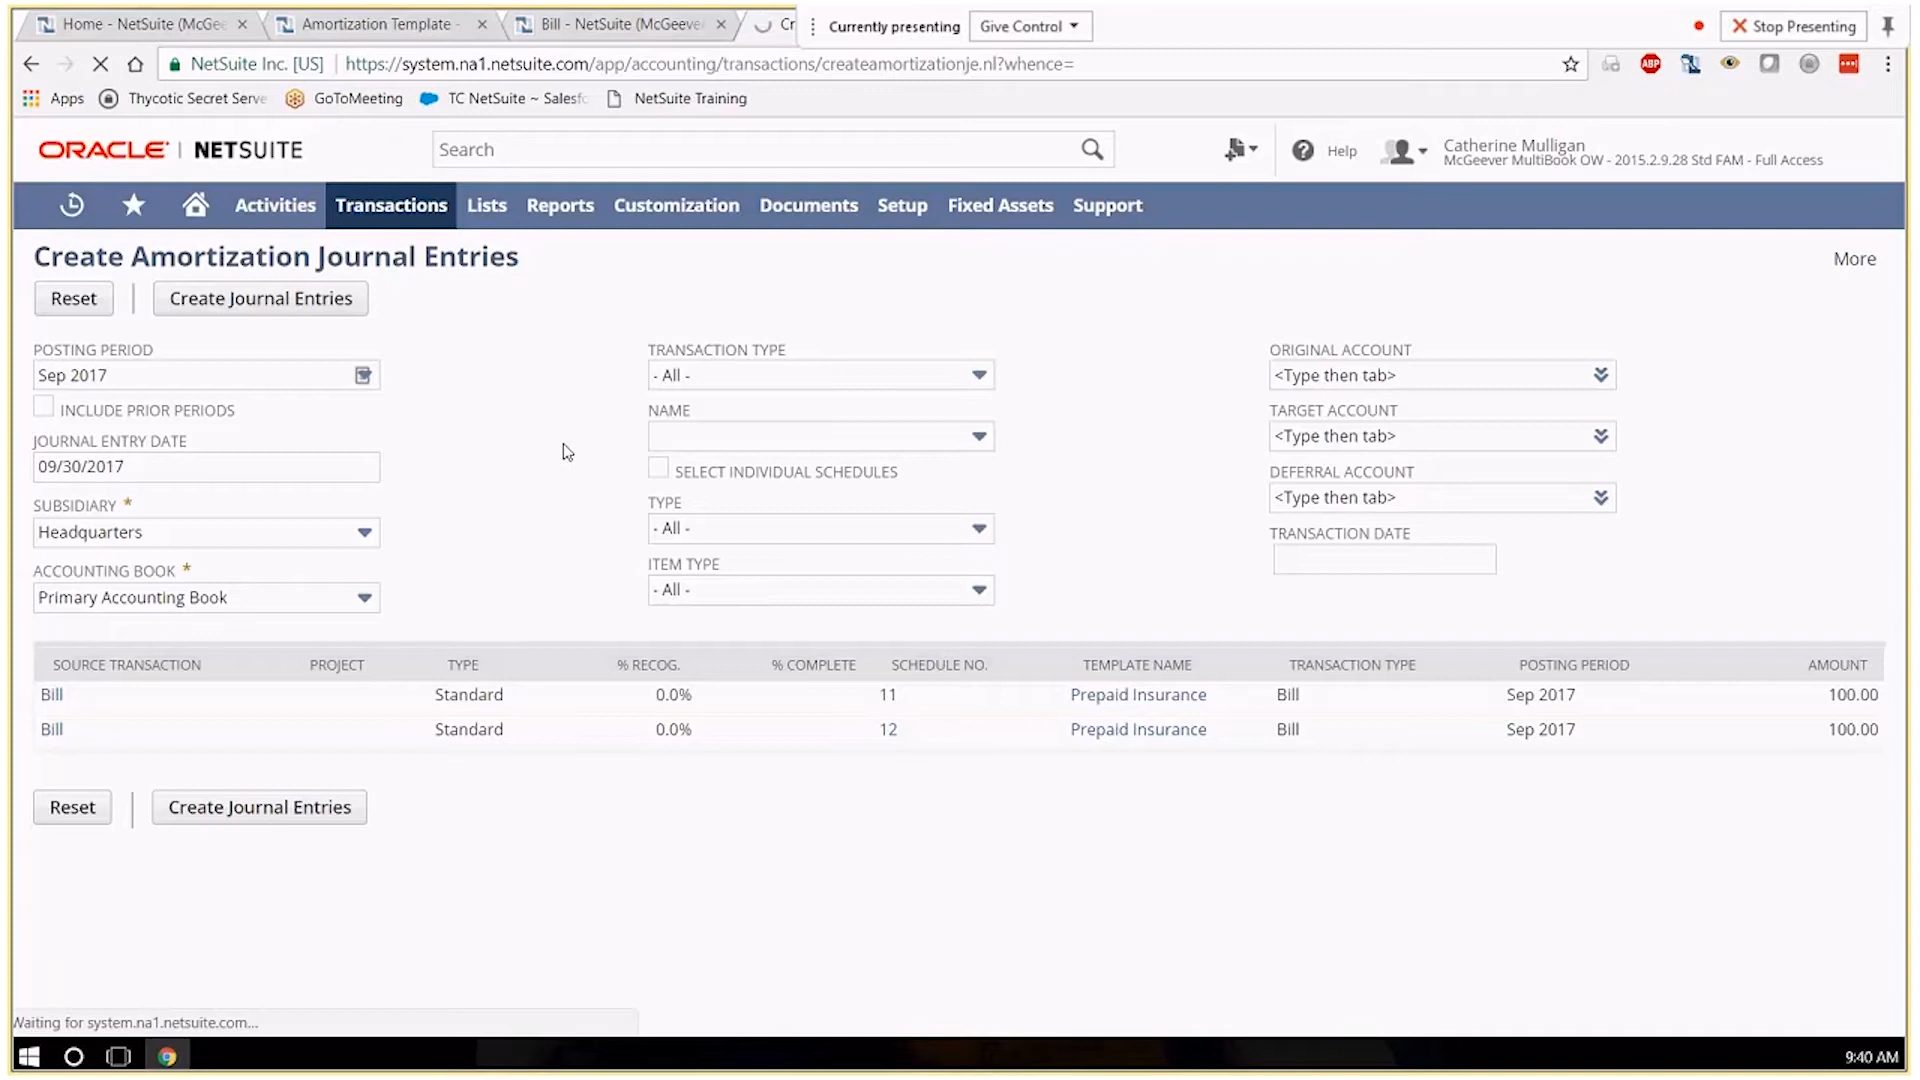 Home - NetSuite (McGee
Amortization Template -
Bill - NetSuite (McGeever
Cr
Currently presenting
Give Control
Stop Presenting
NetSuite Inc. [US]
https://system.na1.netsuite.com/app/accounting/transactions/createamortizationje.nl?whence=
ABP
Apps
Thycotic Secret Serve
GoToMeeting
TC NetSuite ~ Salesfo
NetSuite Training
ORACLE | NETSUITE
Search
Help
Catherine Mulligan
McGeever MultiBook OW - 2015.2.9.28 Std FAM - Full Access
Activities Transactions Lists Reports Customization Documents Setup Fixed Assets Support
Create Amortization Journal Entries
More
Reset
Create Journal Entries
POSTING PERIOD
Sep 2017
INCLUDE PRIOR PERIODS
JOURNAL ENTRY DATE
09/30/2017
SUBSIDIARY *
Headquarters
ACCOUNTING BOOK *
Primary Accounting Book
TRANSACTION TYPE
- All -
NAME
SELECT INDIVIDUAL SCHEDULES
TYPE
- All -
ITEM TYPE
- All -
ORIGINAL ACCOUNT
<Type then tab>
TARGET ACCOUNT
<Type then tab>
DEFERRAL ACCOUNT
<Type then tab>
TRANSACTION DATE
SOURCE TRANSACTION PROJECT TYPE % RECOG. % COMPLETE SCHEDULE NO. TEMPLATE NAME TRANSACTION TYPE POSTING PERIOD AMOUNT
Bill Standard 0.0% 11 Prepaid Insurance Bill Sep 2017 100.00
Bill Standard 0.0% 12 Prepaid Insurance Bill Sep 2017 100.00
Reset
Create Journal Entries
Waiting for system.na1.netsuite.com...
9:40 AM